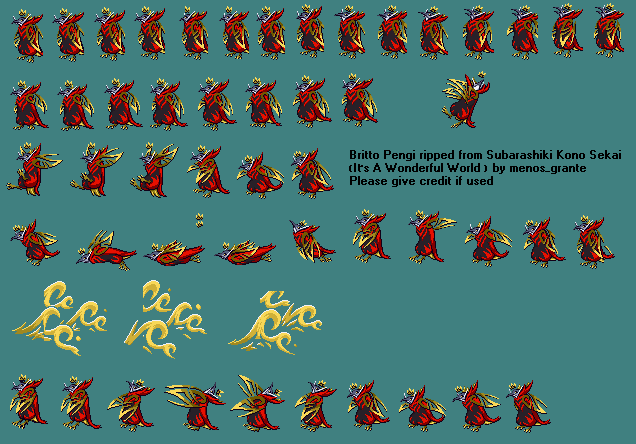 Britto Pengi ripped from Subarashiki Kono Sekai
(It's A Wonderful World ) by menos_grante
Please give credit if used